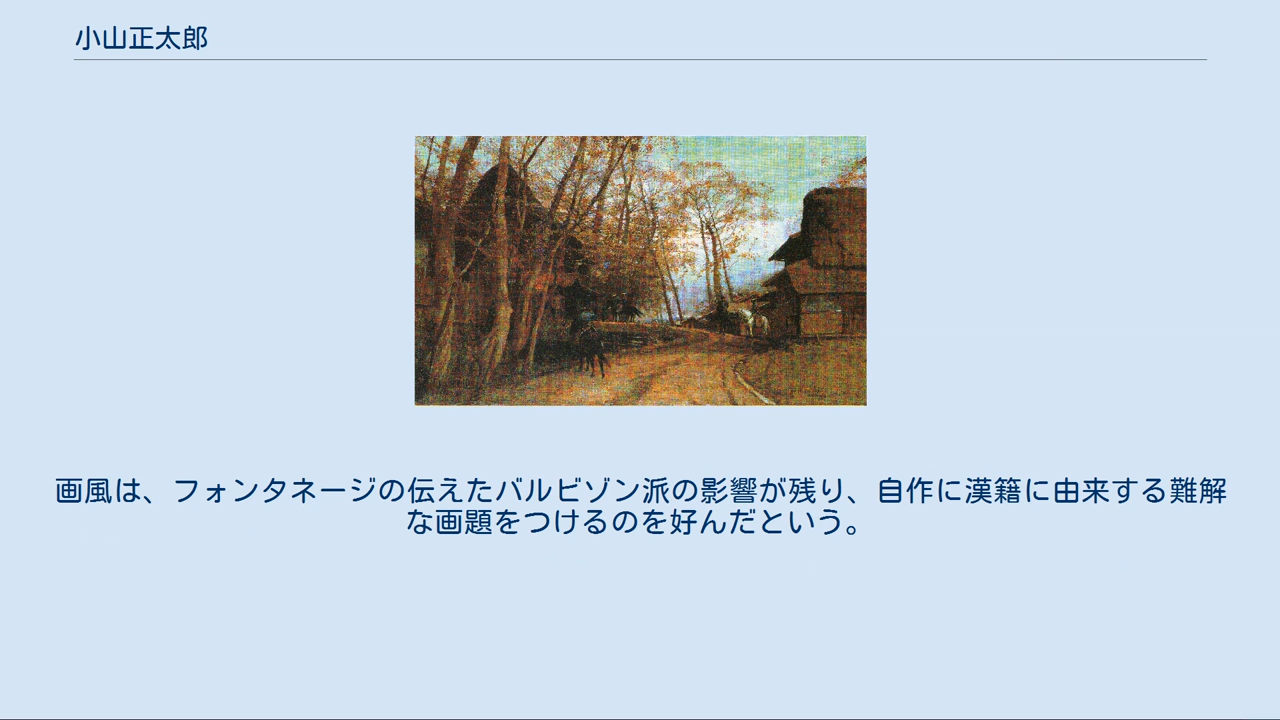 小山正太郎
画風は、フォンタネージの伝えたバルビゾン派の影響が残り、自作に漢籍に由来する難解
な画題をつけるのを好んだという。